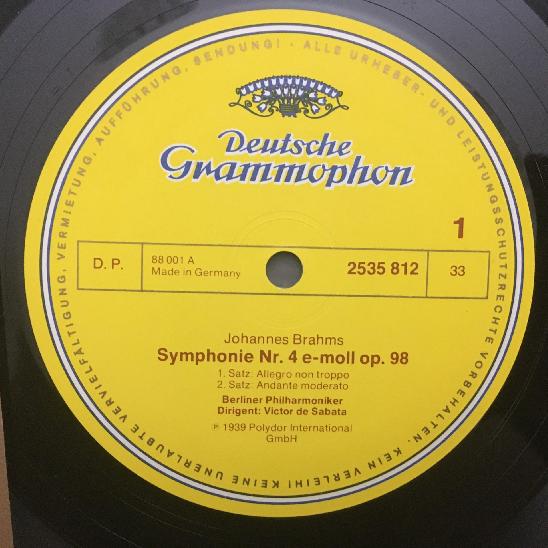 ALLE URHEBER- UND LEISTUNGSSCHUTZRECHTE VORBEHALTEN · KEIN VERLEIH! KEINE UNERLAUBTE VERVIELFÄLTIGUNG, VERMIETUNG, AUFFÜHRUNG, SENDUNG! ·
Deutsche
Grammophon
1
D. P.
88 001 A
Made in Germany
2535 812
33
Johannes Brahms
Symphonie Nr. 4 e-moll op. 98
1. Satz: Allegro non troppo
2. Satz: Andante moderato
Berliner Philharmoniker
Dirigent: Victor de Sabata
℗ 1939 Polydor International
GmbH